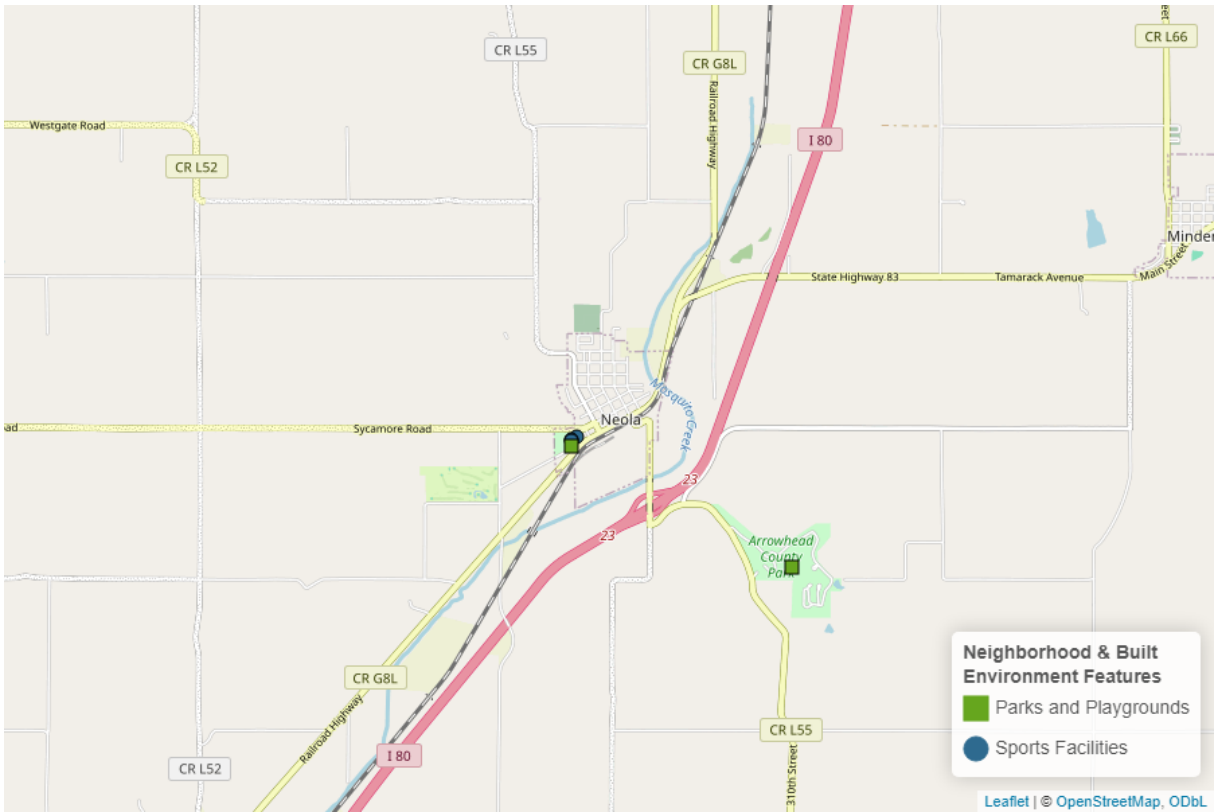 CR L55
CR G8L
CR L66
reet
Railroad Highway
Westgate Road
I 80
CR L52
Minden
Main Street
State Highway 83
Tamarack Avenue
Mosquito Creek
Neola
oad
Sycamore Road
23
23
Arrowhead
County
Park
CR G8L
Railroad Highway
I 80
CR L52
CR L55
310th Street
Neighborhood & Built
Environment Features
Parks and Playgrounds
Sports Facilities
Leaflet | © OpenStreetMap, ODbL